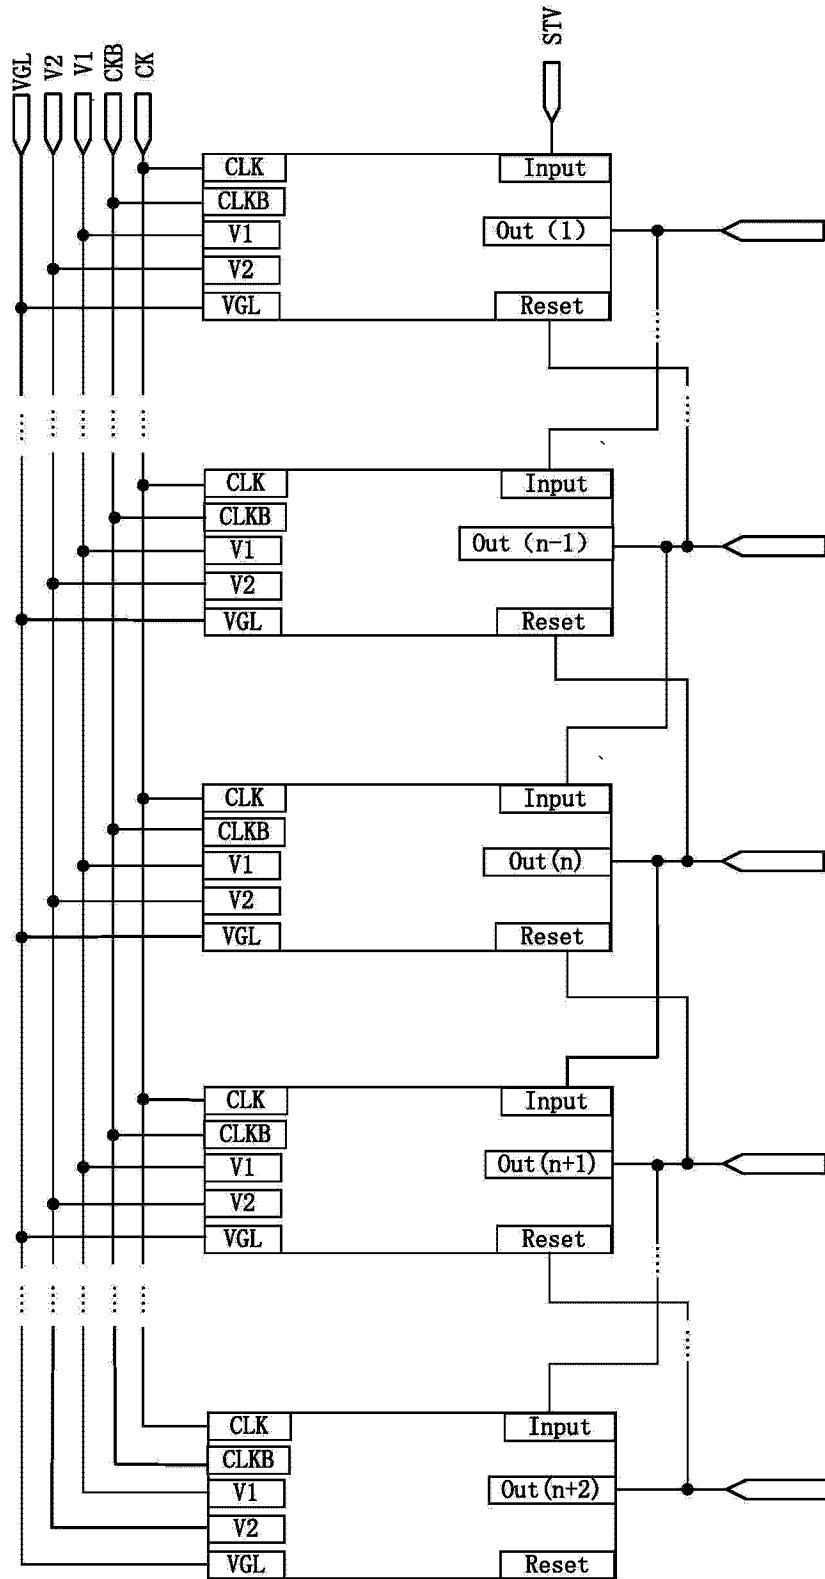 VGL
V2
V1
CKB
CK
STV
CLK
Input
CLKB
V1
Out (1)
V2
VGL
Reset
CLK
Input
CLKB
V1
Out (n-1)
V2
VGL
Reset
CLK
Input
CLKB
V1
Out(n)
V2
VGL
Reset
CLK
Input
CLKB
V1
Out(n+1)
V2
VGL
Reset
CLK
Input
CLKB
V1
Out(n+2)
V2
VGL
Reset